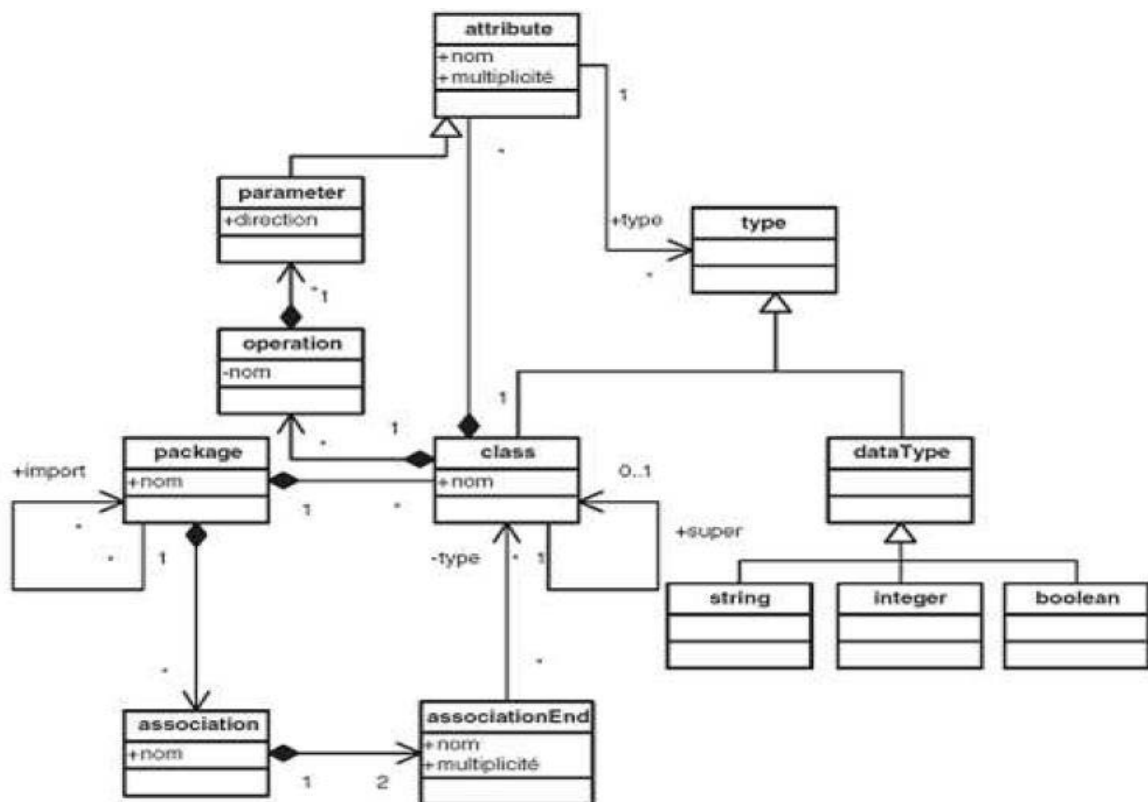 attribute
+nom
+multiplicité
1
*
parameter
+direction
+type
type
*
*1
operation
-nom
1
1
*
package
+nom
class
+nom
dataType
+import
0..1
1
*
+super
*
*
1
-type
*
1
string
integer
boolean
*
*
association
+nom
associationEnd
+nom
+multiplicité
1
2